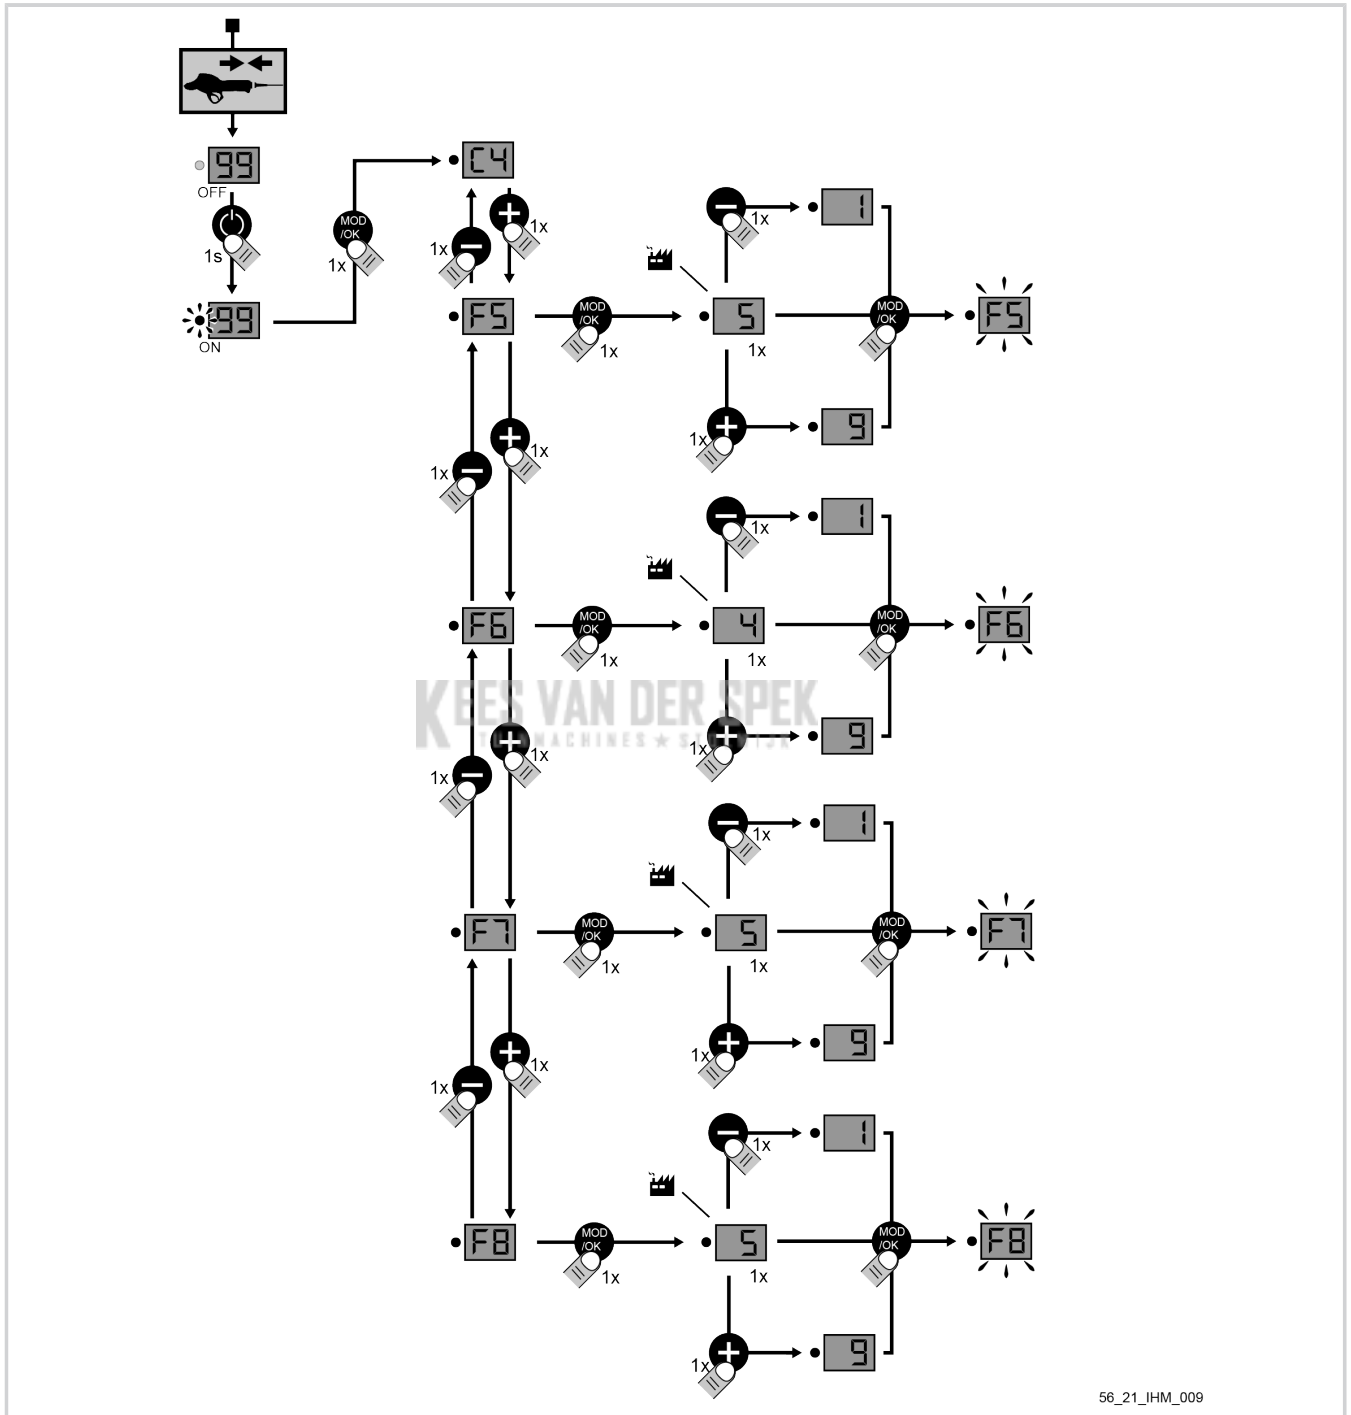 99
OFF
1s
99
ON
MOD
/OK
1x
C4
1x
1x
F5
MOD
/OK
1x
5
1x
1x
1
1x
9
MOD
/OK
F5
1x
1x
F6
MOD
/OK
1x
4
1x
1x
1
1x
9
MOD
/OK
F6
KEES VAN DER SPEK
1x
1x
F7
MOD
/OK
1x
5
1x
1x
1
1x
9
MOD
/OK
F7
1x
1x
F8
MOD
/OK
1x
5
1x
1x
1
1x
9
MOD
/OK
F8
56_21_IHM_009